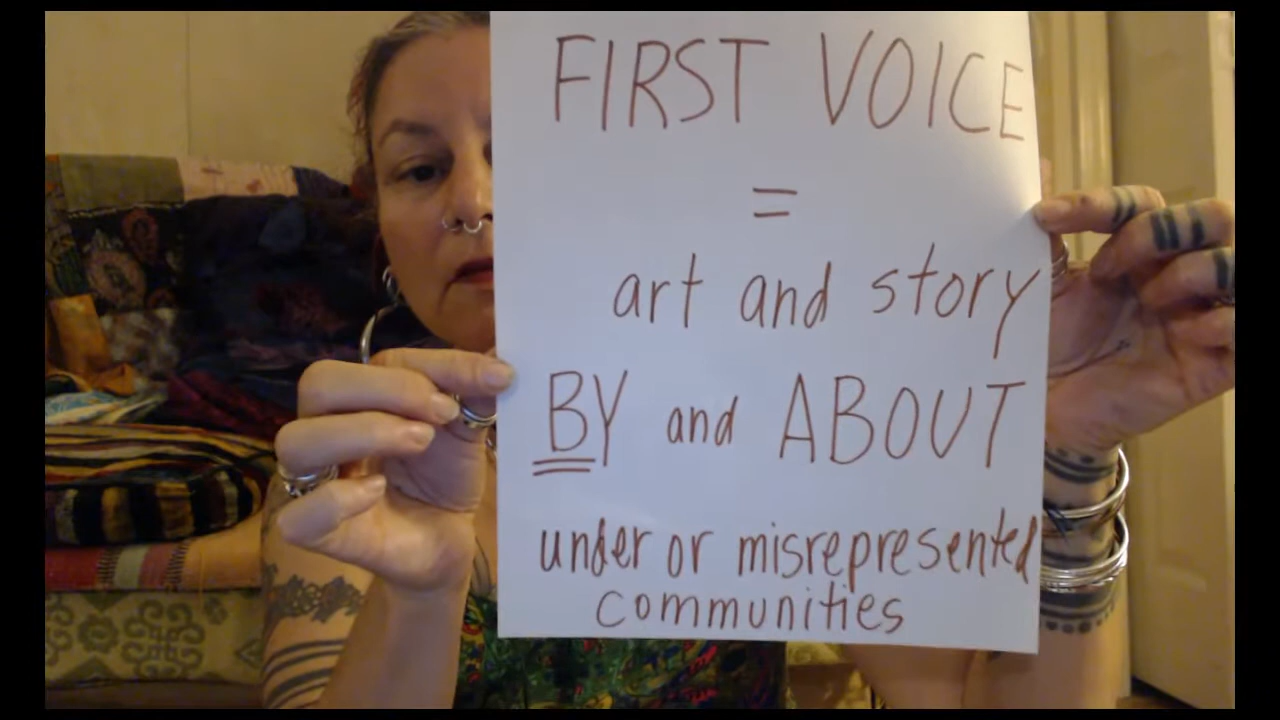 FIRST VOICE
=
art and story
BY and ABOUT
under or misrepresented
communities